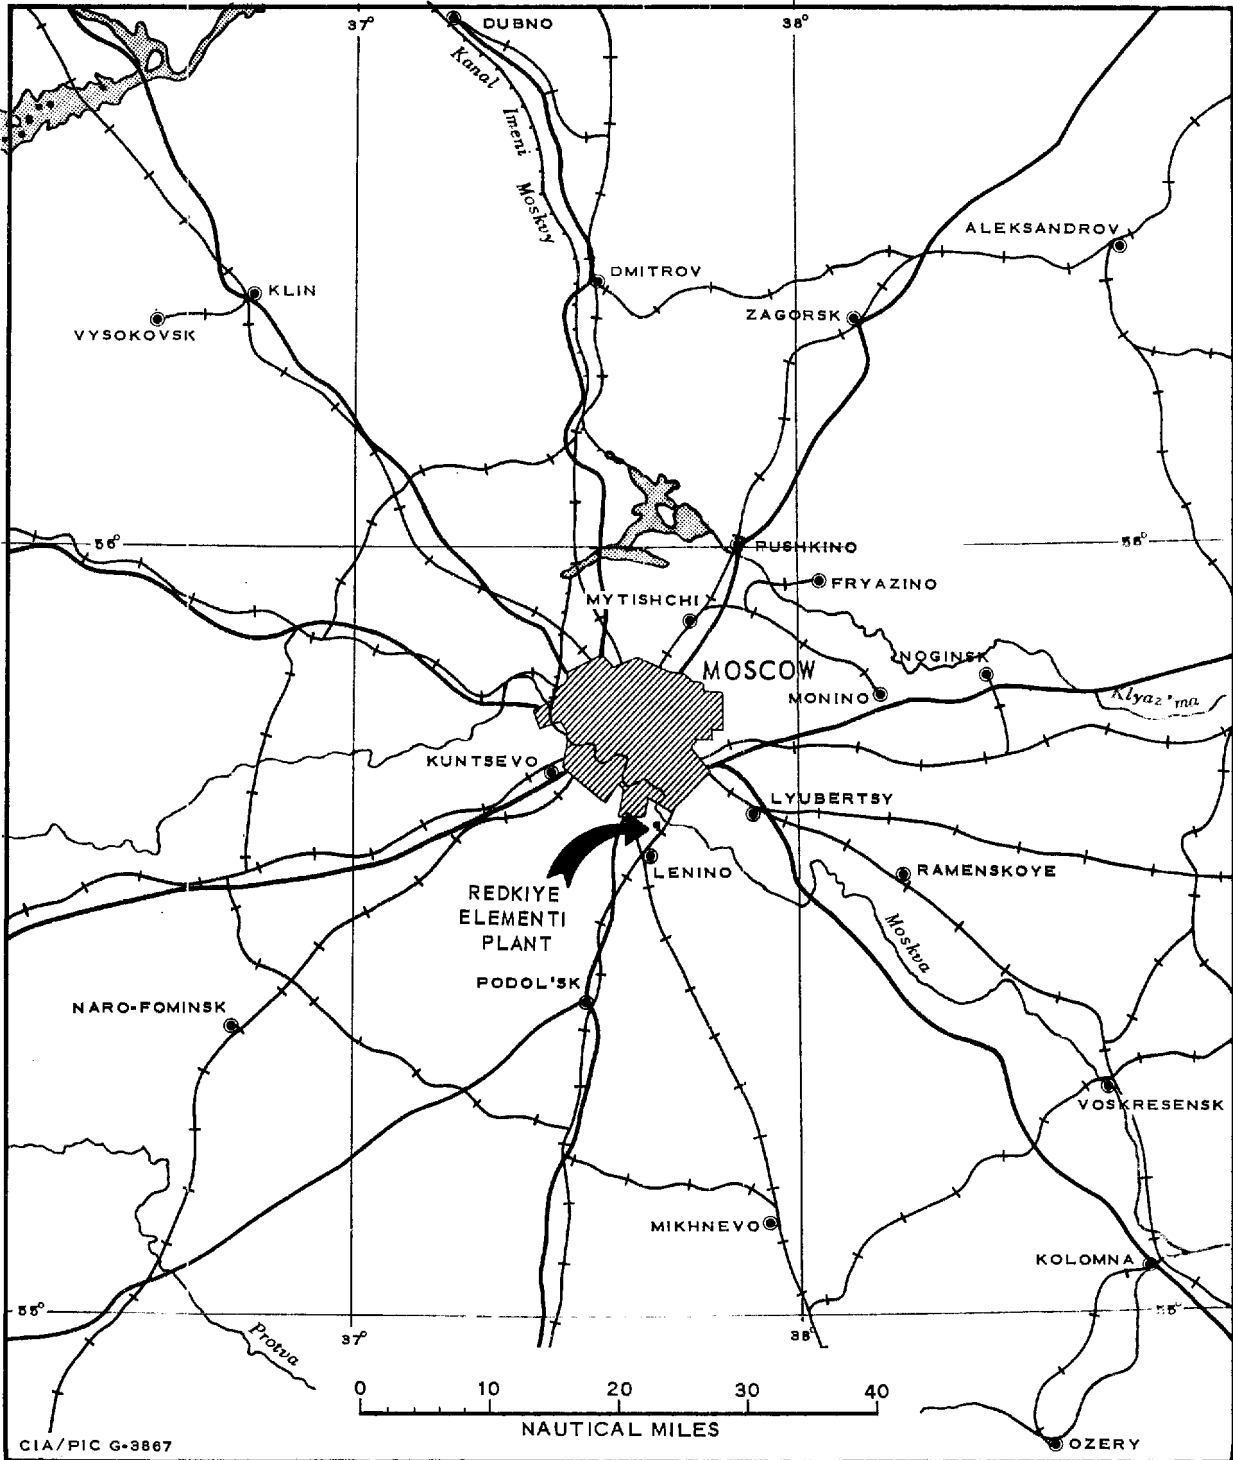 37°
38°
DUBNO
Kanal
Imeni
Moskvy
ALEKSANDROV
DMITROV
KLIN
ZAGORSK
VYSOKOVSK
56°
56°
PUSHKINO
FRYAZINO
MYTISHCHI
NOGINSK
MOSCOW
MONINO
Klyaz'ma
KUNTSEVO
LYUBERTSY
LENINO
RAMENSKOYE
REDKIYE
ELEMENTI
PLANT
Moskva
PODOL'SK
NARO-FOMINSK
VOSKRESENSK
MIKHNEVO
KOLOMNA
55°
55°
37°
38°
Protva
0 10 20 30 40
NAUTICAL MILES
CIA/PIC G-3867
OZERY